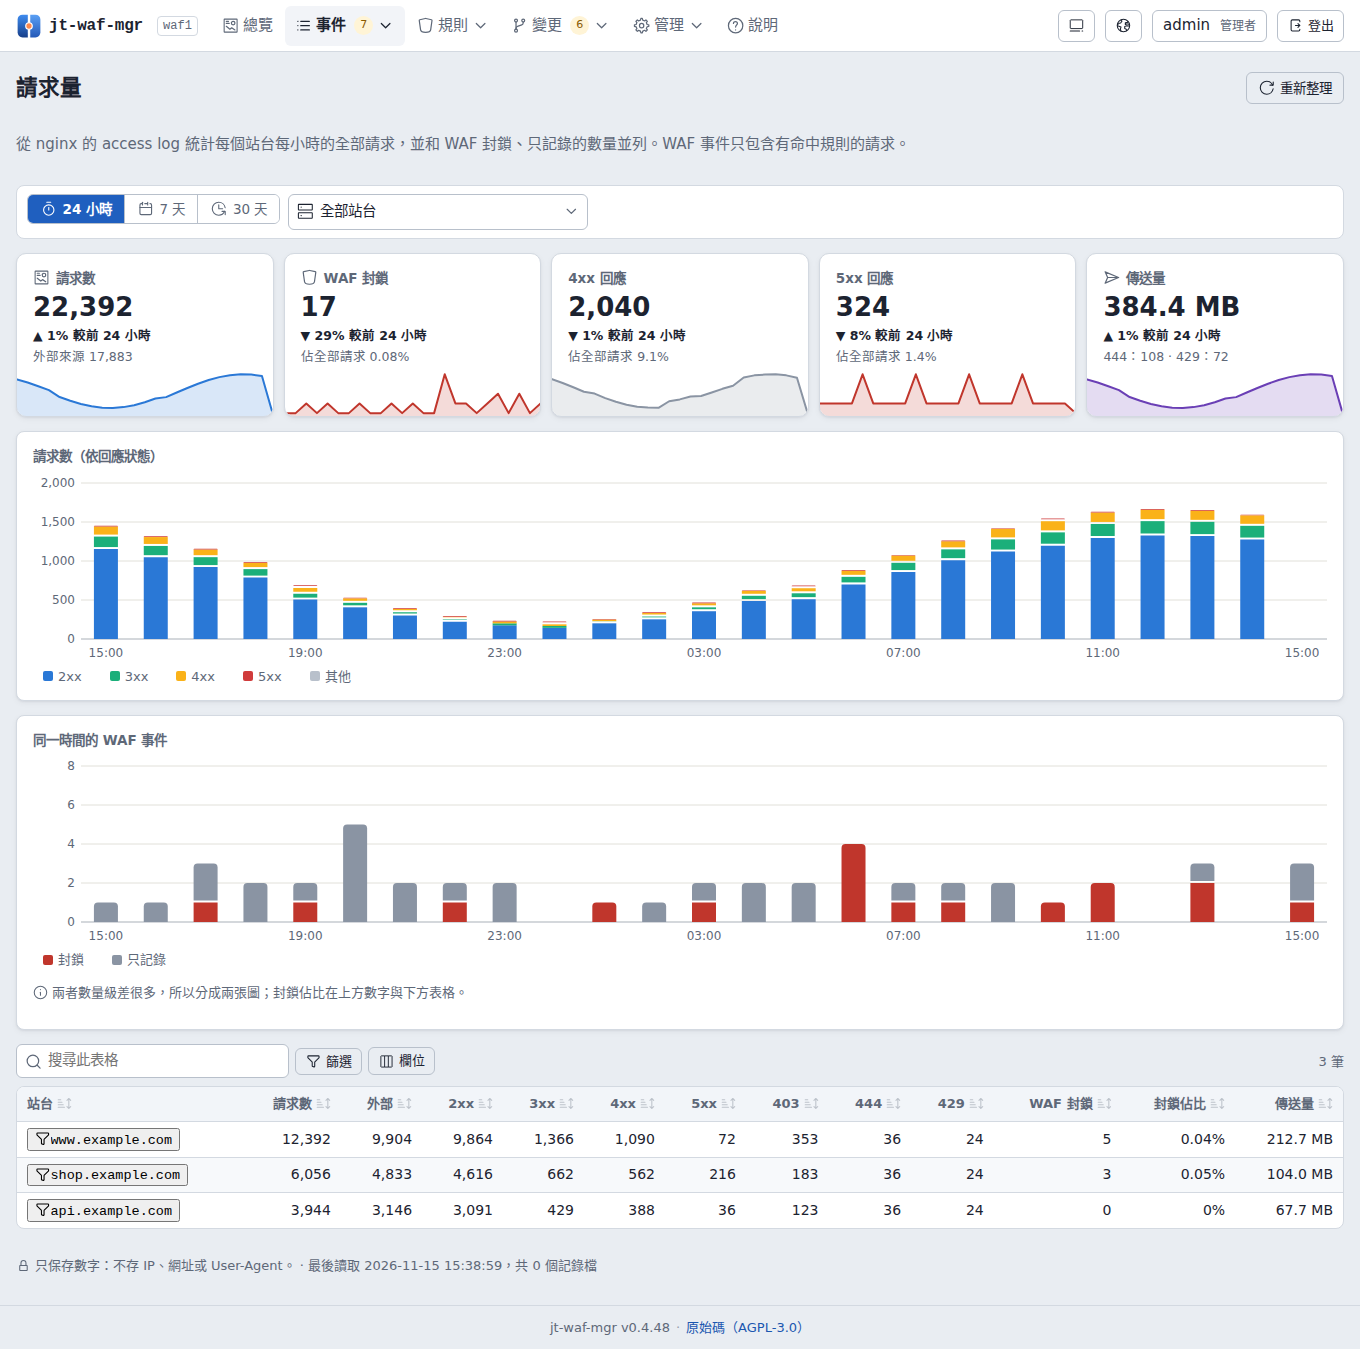 jt-waf-mgr waf1 總覽 事件 7 規則 變更 6 管理 說明 admin 管理者 登出
請求量
重新整理
從 nginx 的 access log 統計每個站台每小時的全部請求，並和 WAF 封鎖、只記錄的數量並列。WAF 事件只包含有命中規則的請求。
24 小時 7 天 30 天 全部站台
請求數
22,392
▲ 1% 較前 24 小時
外部來源 17,883
WAF 封鎖
17
▼ 29% 較前 24 小時
佔全部請求 0.08%
4xx 回應
2,040
▼ 1% 較前 24 小時
佔全部請求 9.1%
5xx 回應
324
▼ 8% 較前 24 小時
佔全部請求 1.4%
傳送量
384.4 MB
▲ 1% 較前 24 小時
444：108 · 429：72
請求數（依回應狀態）
2,000
1,500
1,000
500
0
15:00 19:00 23:00 03:00 07:00 11:00 15:00
2xx 3xx 4xx 5xx 其他
同一時間的 WAF 事件
8
6
4
2
0
15:00 19:00 23:00 03:00 07:00 11:00 15:00
封鎖 只記錄
兩者數量級差很多，所以分成兩張圖；封鎖佔比在上方數字與下方表格。
搜尋此表格 篩選 欄位 3 筆
站台 請求數 外部 2xx 3xx 4xx 5xx 403 444 429 WAF 封鎖 封鎖佔比 傳送量
www.example.com 12,392 9,904 9,864 1,366 1,090 72 353 36 24 5 0.04% 212.7 MB
shop.example.com 6,056 4,833 4,616 662 562 216 183 36 24 3 0.05% 104.0 MB
api.example.com 3,944 3,146 3,091 429 388 36 123 36 24 0 0% 67.7 MB
只保存數字：不存 IP、網址或 User-Agent。 · 最後讀取 2026-11-15 15:38:59，共 0 個記錄檔
jt-waf-mgr v0.4.48 · 原始碼（AGPL-3.0）